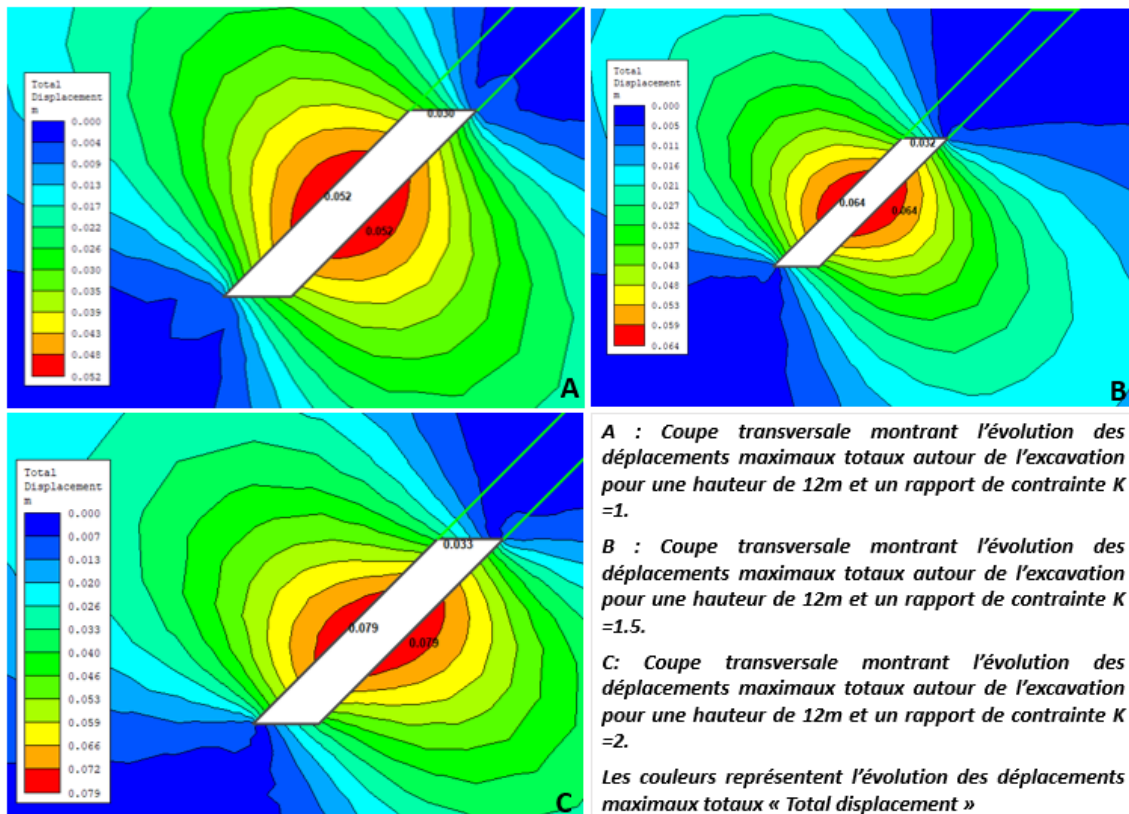 Total
Displacement
m
0.000
0.004
0.009
0.013
0.017
0.022
0.026
0.030
0.035
0.039
0.043
0.048
0.052
0.030
0.052
0.052
A
Total
Displacement
m
0.000
0.005
0.011
0.016
0.021
0.027
0.032
0.037
0.043
0.048
0.053
0.059
0.064
0.032
0.064
0.064
B
Total
Displacement
m
0.000
0.007
0.013
0.020
0.026
0.033
0.040
0.046
0.053
0.059
0.066
0.072
0.079
0.033
0.079
0.079
C
A : Coupe transversale montrant l’évolution des
déplacements maximaux totaux autour de l’excavation
pour une hauteur de 12m et un rapport de contrainte K
=1.
B : Coupe transversale montrant l’évolution des
déplacements maximaux totaux autour de l’excavation
pour une hauteur de 12m et un rapport de contrainte K
=1.5.
C: Coupe transversale montrant l’évolution des
déplacements maximaux totaux autour de l’excavation
pour une hauteur de 12m et un rapport de contrainte K
=2.
Les couleurs représentent l’évolution des déplacements
maximaux totaux « Total displacement »